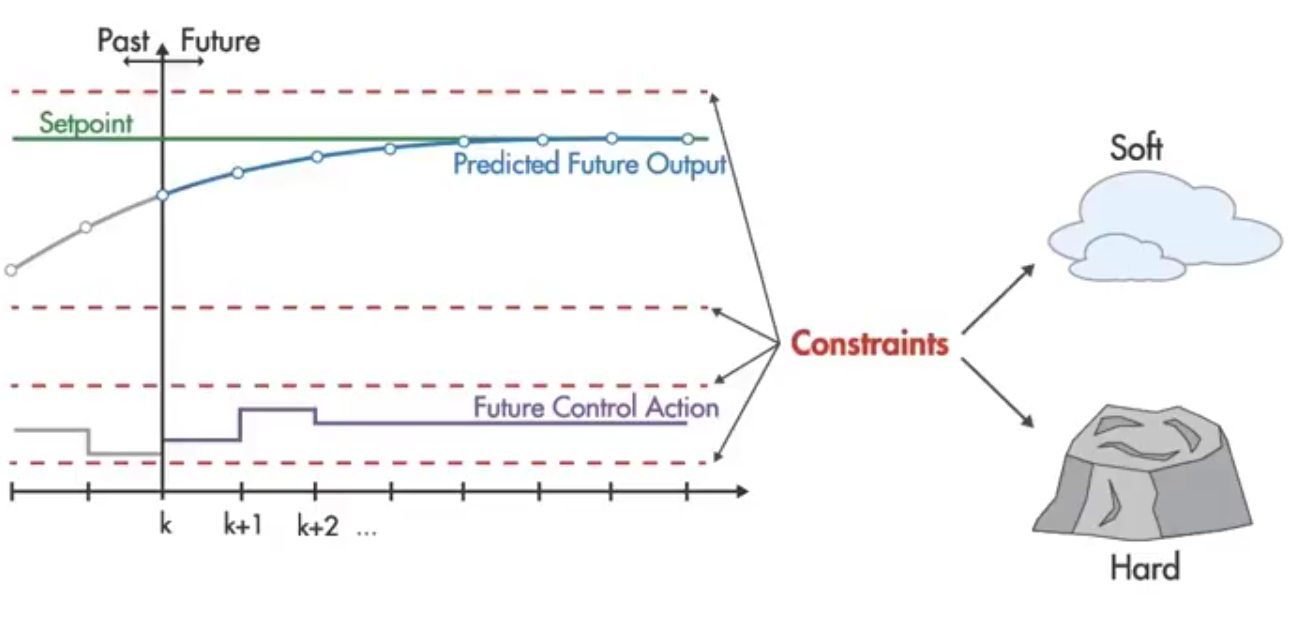 Past Future
Setpoint
Predicted Future Output
Soft
Constraints
Future Control Action
k k+1 k+2 ...
Hard